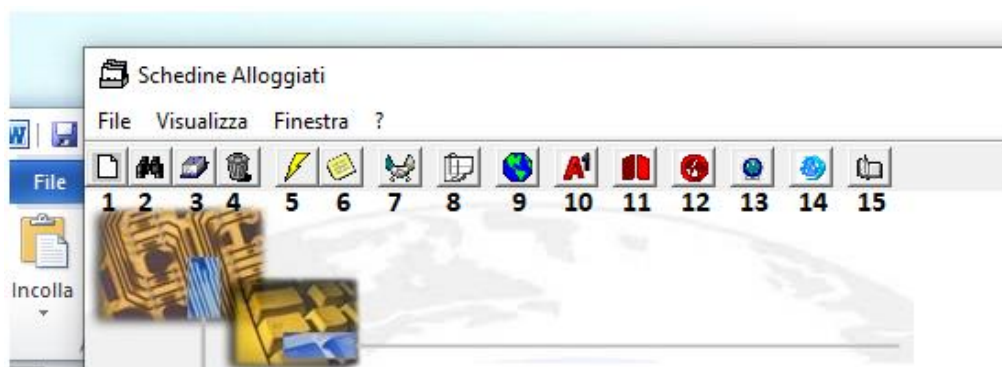 Schedine Alloggiati
File Visualizza Finestra ?
W
File
A1
1 2 3 4 5 6 7 8 9 10 11 12 13 14 15
Incolla